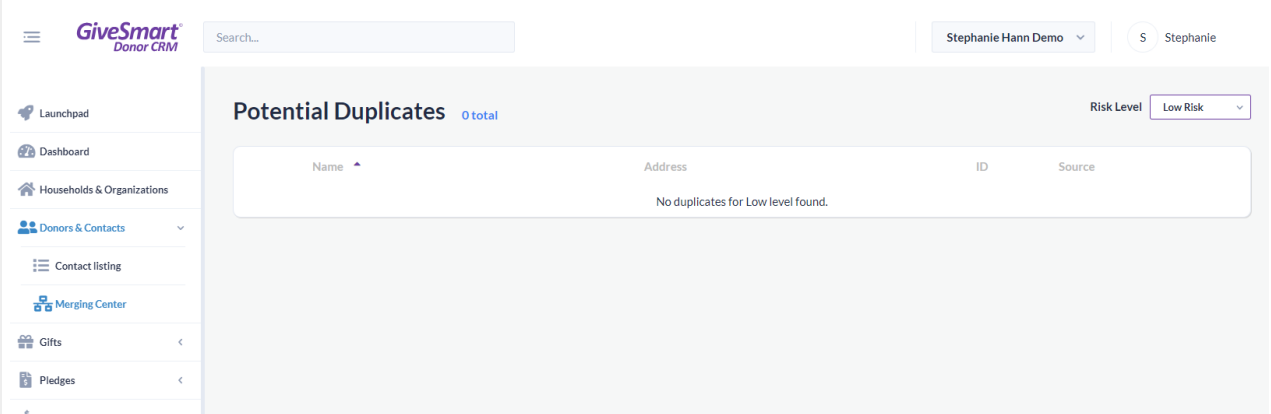 GiveSmart®
Donor CRM
Search...
Stephanie Hann Demo
S
Stephanie
Launchpad
Dashboard
Households & Organizations
Donors & Contacts
Contact listing
Merging Center
Gifts
Pledges
Potential Duplicates 0 total
Risk Level Low Risk
Name Address ID Source
No duplicates for Low level found.